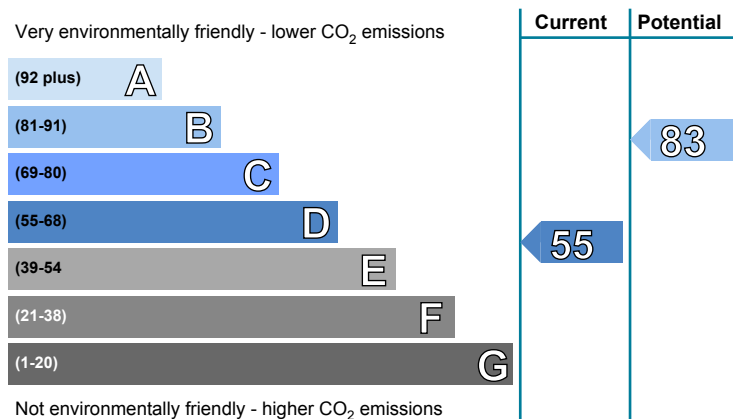 Current Potential
Very environmentally friendly - lower CO₂ emissions
(92 plus) A
(81-91) B
83
(69-80) C
(55-68) D
55
(39-54 E
(21-38) F
(1-20) G
Not environmentally friendly - higher CO₂ emissions